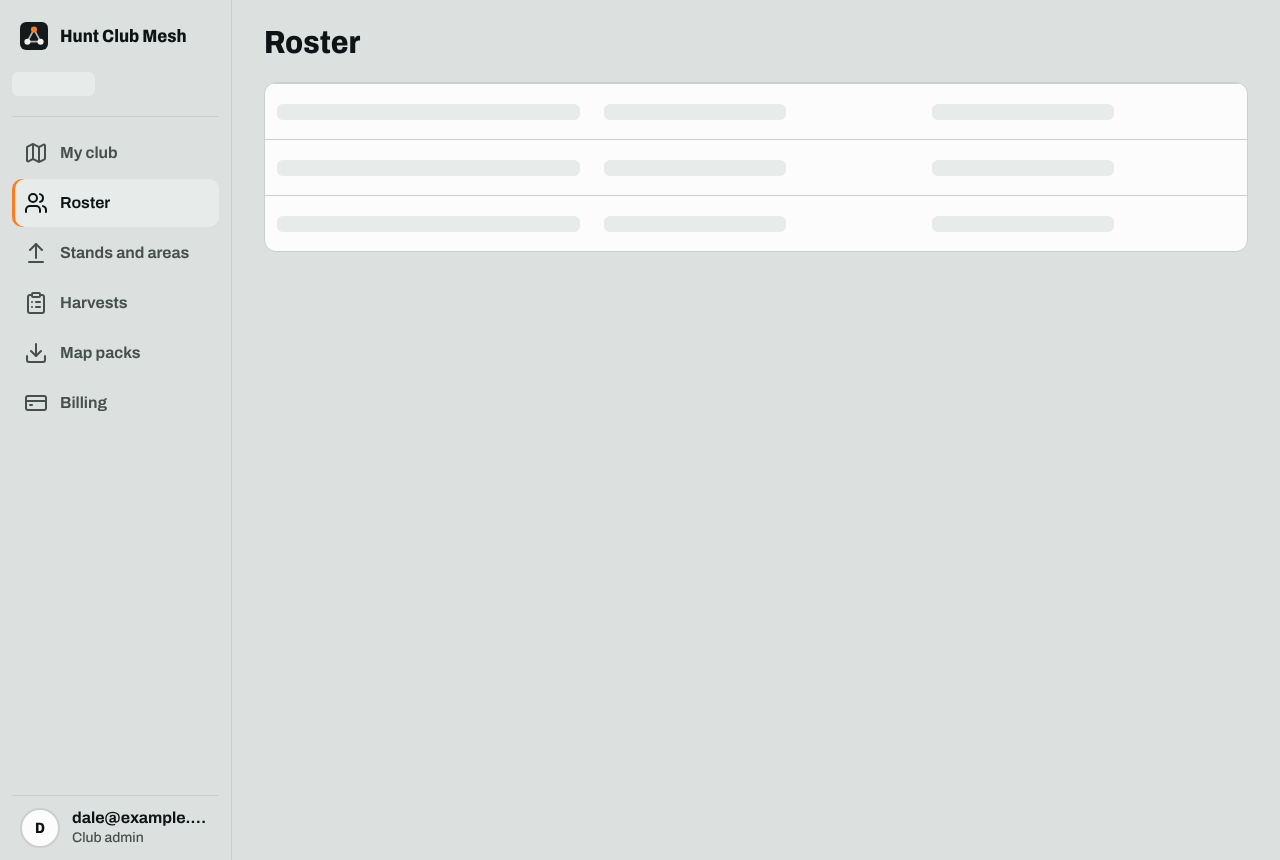 Hunt Club Mesh
Roster
My club
Roster
Stands and areas
Harvests
Map packs
Billing
D
dale@example.…
Club admin